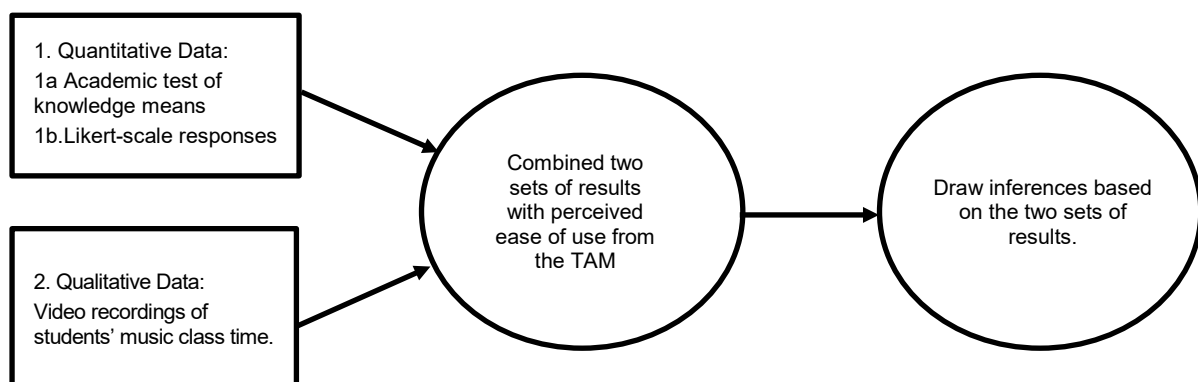 1. Quantitative Data:
1a Academic test of
knowledge means
1b.Likert-scale responses
2. Qualitative Data:
Video recordings of
students’ music class time.
Combined two
sets of results
with perceived
ease of use from
the TAM
Draw inferences based
on the two sets of
results.